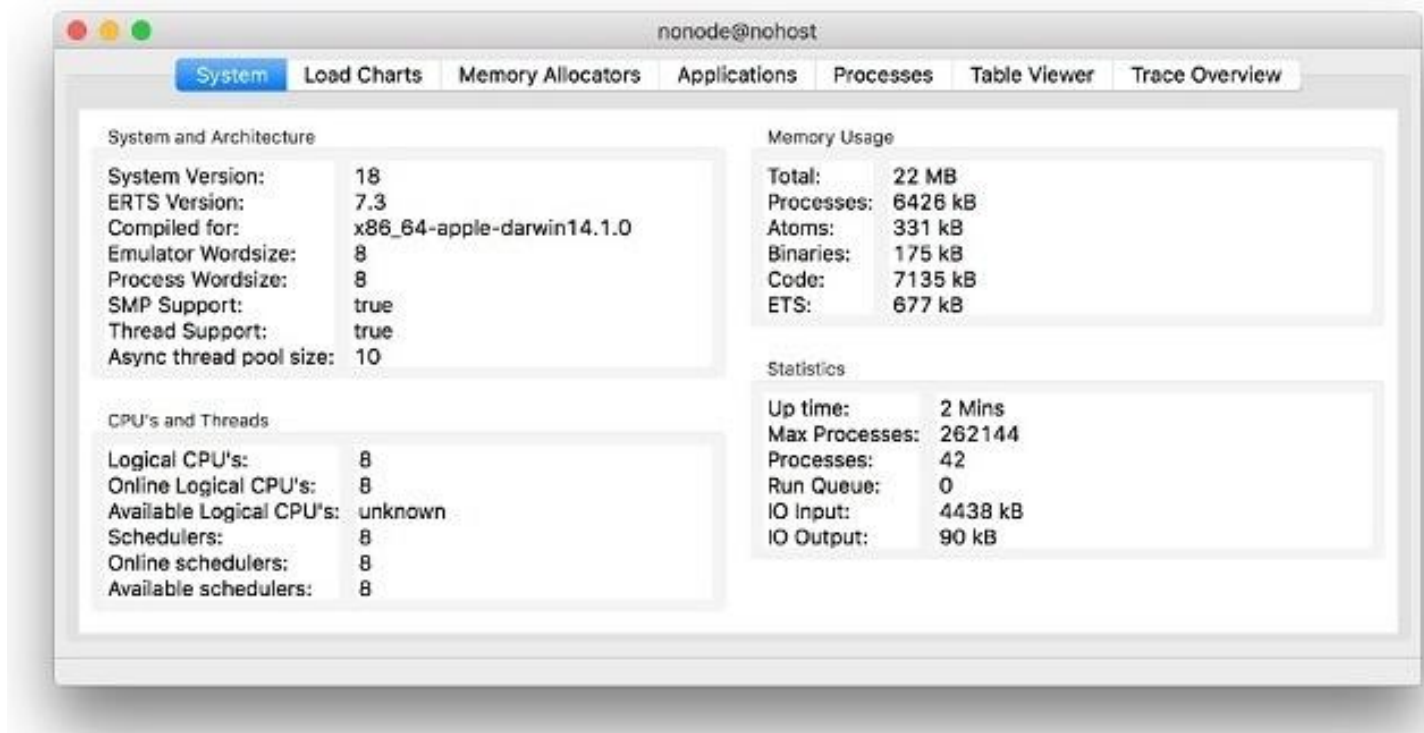 nonode@nohost
System Load Charts Memory Allocators Applications Processes Table Viewer Trace Overview
System and Architecture
System Version: 18
ERTS Version: 7.3
Compiled for: x86_64-apple-darwin14.1.0
Emulator Wordsize: 8
Process Wordsize: 8
SMP Support: true
Thread Support: true
Async thread pool size: 10
CPU's and Threads
Logical CPU's: 8
Online Logical CPU's: 8
Available Logical CPU's: unknown
Schedulers: 8
Online schedulers: 8
Available schedulers: 8
Memory Usage
Total: 22 MB
Processes: 6426 kB
Atoms: 331 kB
Binaries: 175 kB
Code: 7135 kB
ETS: 677 kB
Statistics
Up time: 2 Mins
Max Processes: 262144
Processes: 42
Run Queue: 0
IO Input: 4438 kB
IO Output: 90 kB